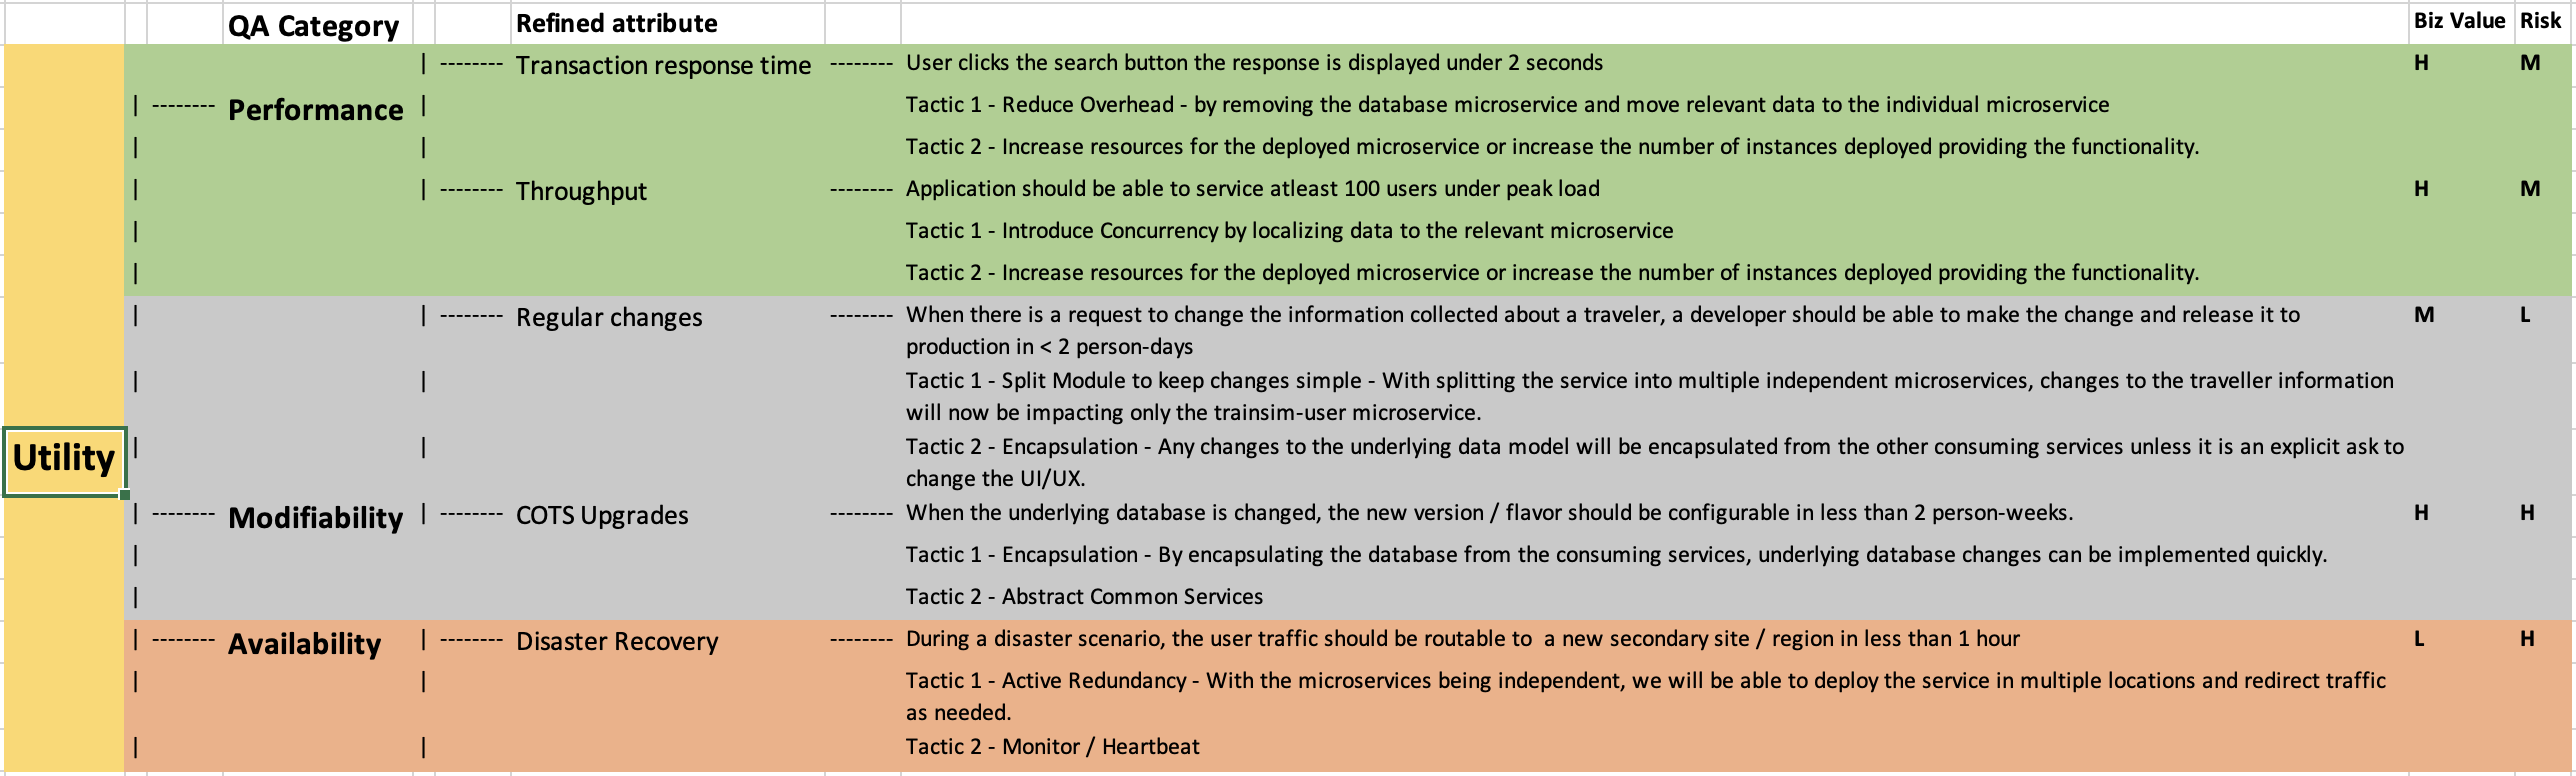 QA Category Refined attribute Biz Value Risk
| -------- Transaction response time -------- User clicks the search button the response is displayed under 2 seconds H M
| -------- Performance | Tactic 1 - Reduce Overhead - by removing the database microservice and move relevant data to the individual microservice
| | Tactic 2 - Increase resources for the deployed microservice or increase the number of instances deployed providing the functionality.
| | -------- Throughput -------- Application should be able to service atleast 100 users under peak load H M
| Tactic 1 - Introduce Concurrency by localizing data to the relevant microservice
| Tactic 2 - Increase resources for the deployed microservice or increase the number of instances deployed providing the functionality.
| | -------- Regular changes -------- When there is a request to change the information collected about a traveler, a developer should be able to make the change and release it to M L
production in < 2 person-days
| | Tactic 1 - Split Module to keep changes simple - With splitting the service into multiple independent microservices, changes to the traveller information
will now be impacting only the trainsim-user microservice.
| | Tactic 2 - Encapsulation - Any changes to the underlying data model will be encapsulated from the other consuming services unless it is an explicit ask to
Utility
change the UI/UX.
| -------- Modifiability | -------- COTS Upgrades -------- When the underlying database is changed, the new version / flavor should be configurable in less than 2 person-weeks. H H
| Tactic 1 - Encapsulation - By encapsulating the database from the consuming services, underlying database changes can be implemented quickly.
| Tactic 2 - Abstract Common Services
| -------- Availability | -------- Disaster Recovery -------- During a disaster scenario, the user traffic should be routable to  a new secondary site / region in less than 1 hour L H
| | Tactic 1 - Active Redundancy - With the microservices being independent, we will be able to deploy the service in multiple locations and redirect traffic
as needed.
| | Tactic 2 - Monitor / Heartbeat